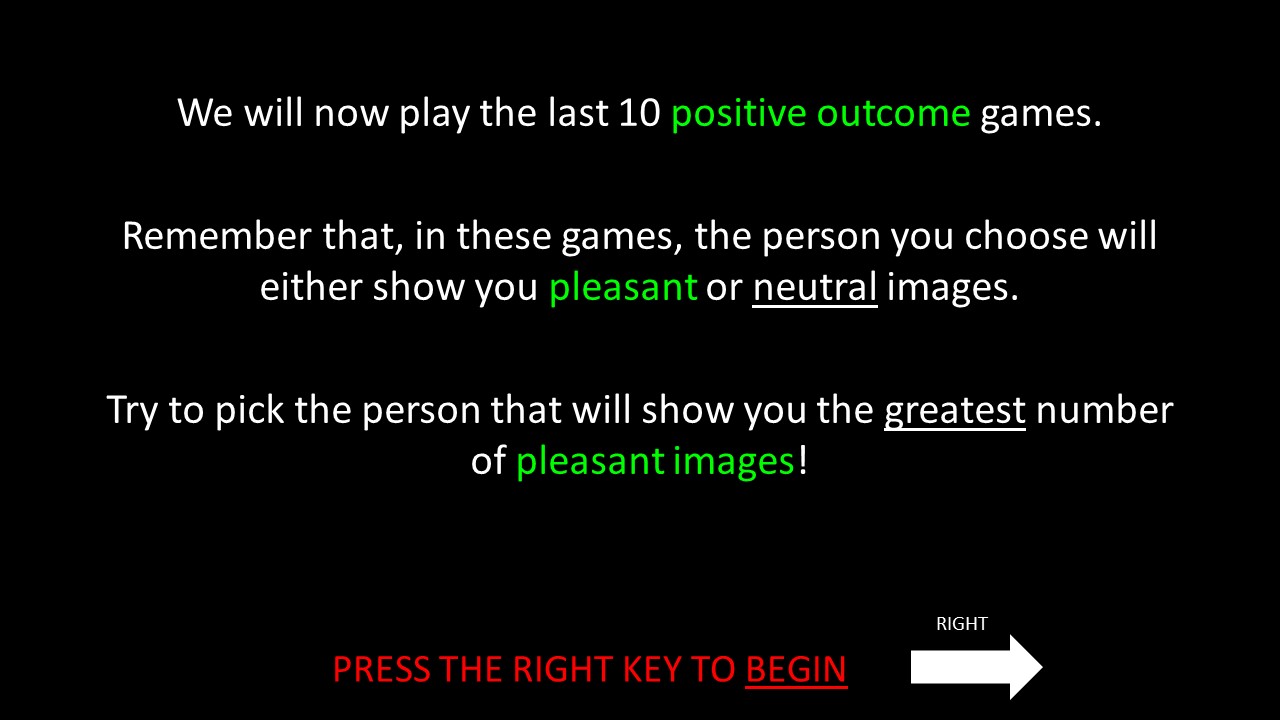 We will now play the last 10 positive outcome games.
Remember that, in these games, the person you choose will
either show you pleasant or neutral images.
Try to pick the person that will show you the greatest number
of pleasant images!
RIGHT
PRESS THE RIGHT KEY TO BEGIN